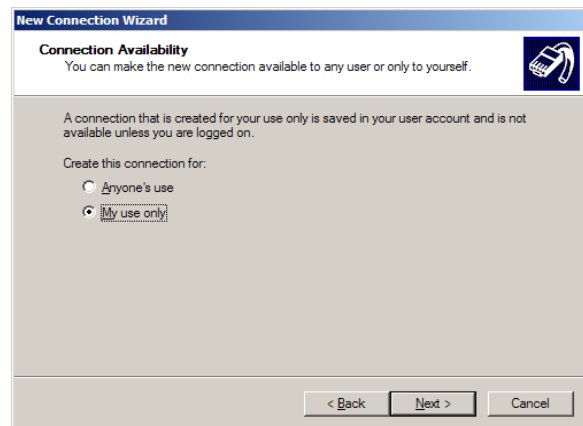 New Connection Wizard
Connection Availability
You can make the new connection available to any user or only to yourself.
A connection that is created for your use only is saved in your user account and is not
available unless you are logged on.
Create this connection for:
Anyone's use
My use only
< Back Next > Cancel